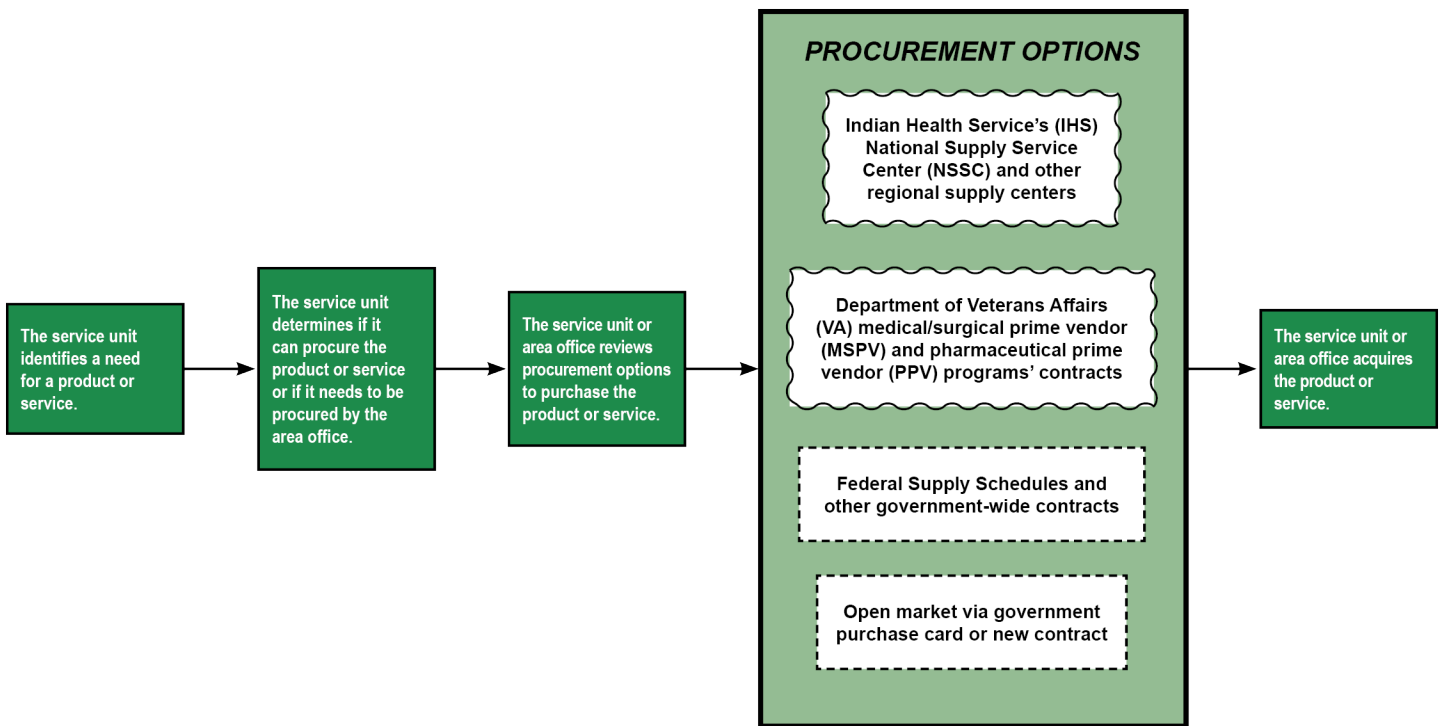 The service unit
identifies a need
for a product or
service.
The service unit
determines if it
can procure the
product or service
or if it needs to be
procured by the
area office.
The service unit or
area office reviews
procurement options
to purchase the
product or service.
PROCUREMENT OPTIONS
Indian Health Service’s (IHS)
National Supply Service
Center (NSSC) and other
regional supply centers
Department of Veterans Affairs
(VA) medical/surgical prime vendor
(MSPV) and pharmaceutical prime
vendor (PPV) programs’ contracts
Federal Supply Schedules and
other government-wide contracts
Open market via government
purchase card or new contract
The service unit or
area office acquires
the product or
service.